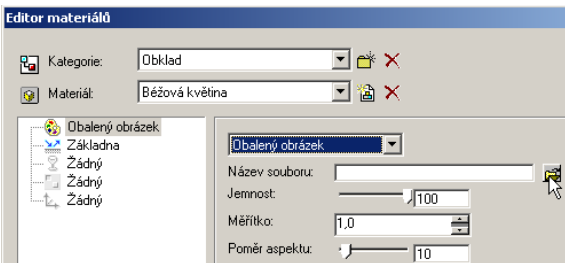 Editor materiálů
Kategorie: Obklad
Materiál: Béžová květina
Obalený obrázek
Základna
Žádný
Žádný
Žádný
Obalený obrázek
Název souboru:
Jemnost: 100
Měřítko: 1,0
Poměr aspektu: 10